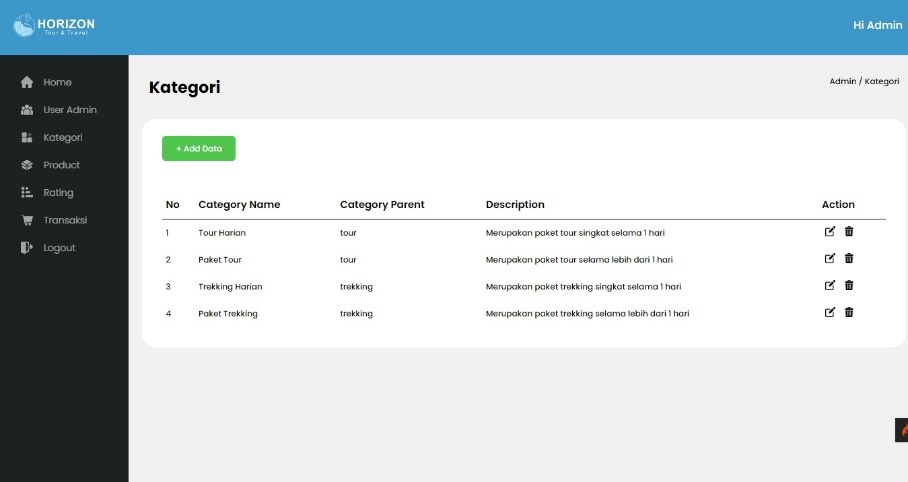 HORIZON
Tour & Travel
Hi Admin
Home
User Admin
Kategori
Product
Rating
Transaksi
Logout
Kategori
Admin / Kategori
+ Add Data
No Category Name Category Parent Description Action
1 Tour Harian tour Merupakan paket tour singkat selama 1 hari
2 Paket Tour tour Merupakan paket tour selama lebih dari 1 hari
3 Trekking Harian trekking Merupakan paket trekking singkat selama 1 hari
4 Paket Trekking trekking Merupakan paket trekking selama lebih dari 1 hari